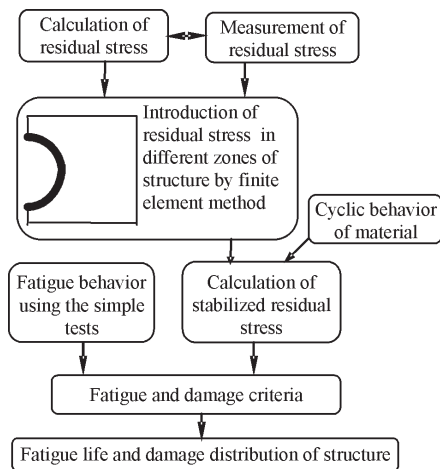 Calculation of
residual stress
Measurement of
residual stress
Introduction of
residual stress in
different zones of
structure by finite
element method
Cyclic behavior
of material
Fatigue behavior
using the simple
tests
Calculation of
stabilized residual
stress
Fatigue and damage criteria
Fatigue life and damage distribution of structure